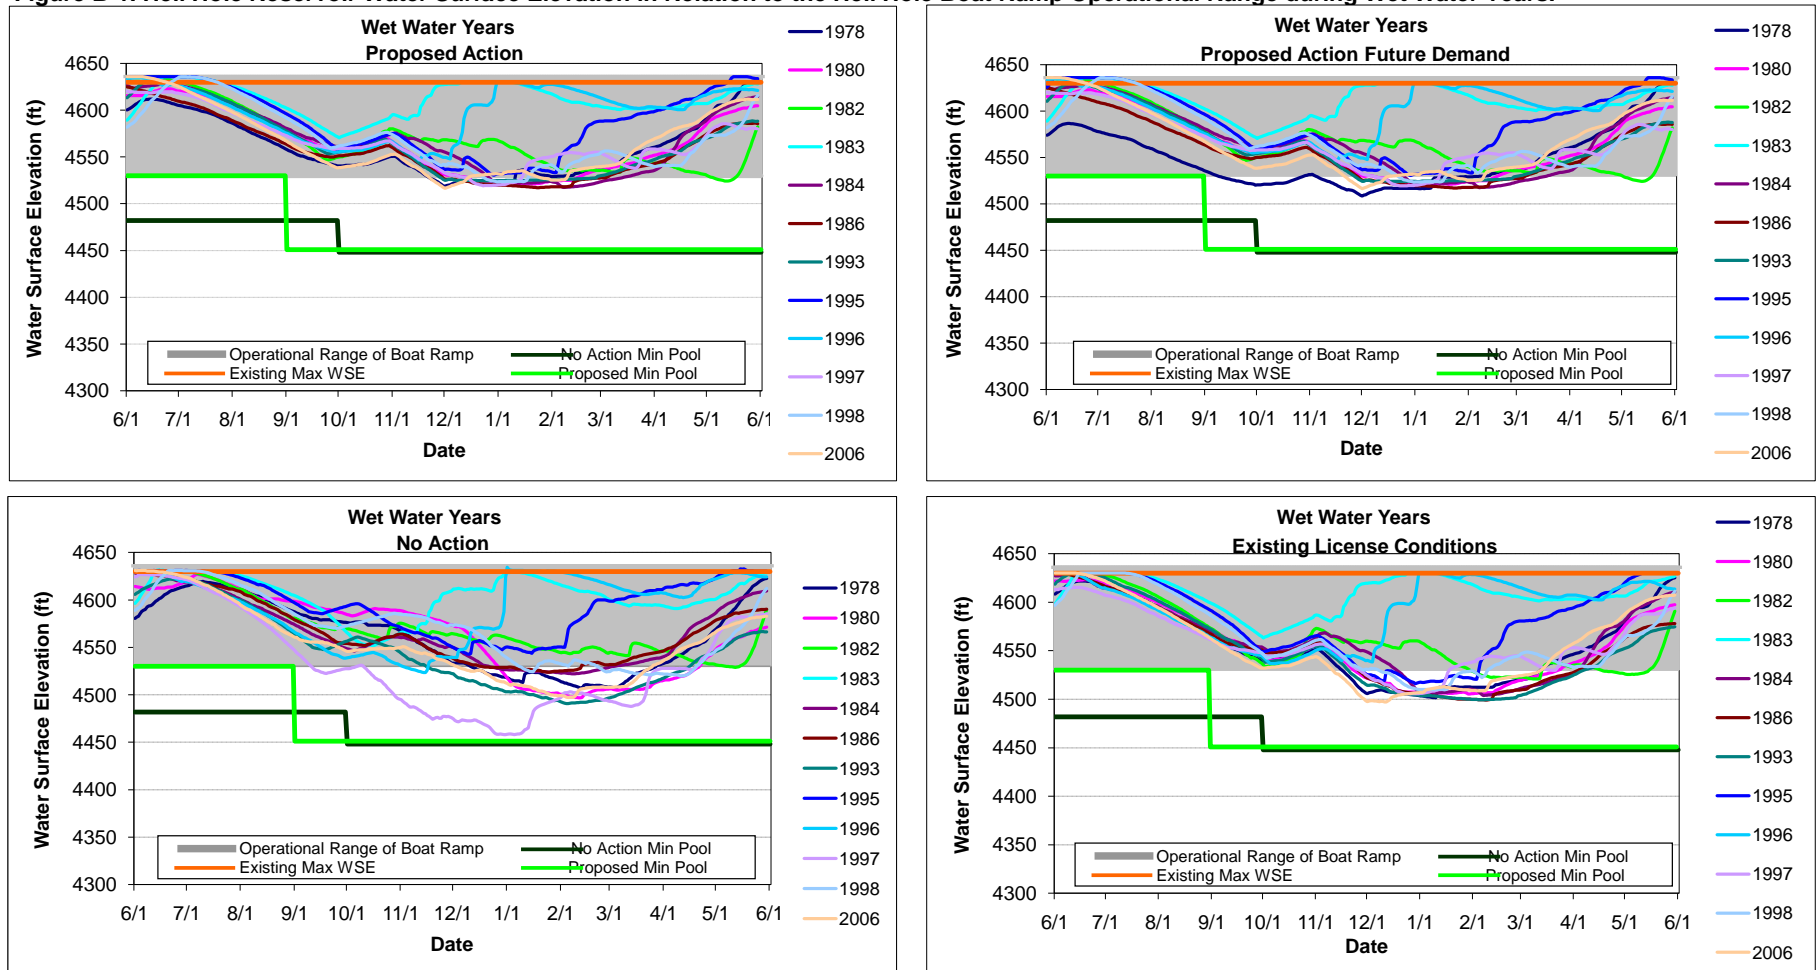 Wet Water Years
Proposed Action
Water Surface Elevation (ft)
4650
4600
4550
4500
4450
4400
4350
4300
Operational Range of Boat Ramp
No Action Min Pool
Existing Max WSE
Proposed Min Pool
6/1 7/1 8/1 9/1 10/1 11/1 12/1 1/1 2/1 3/1 4/1 5/1 6/1
Date
1978
1980
1982
1983
1984
1986
1993
1995
1996
1997
1998
2006
Wet Water Years
Proposed Action Future Demand
Water Surface Elevation (ft)
4650
4600
4550
4500
4450
4400
4350
4300
Operational Range of Boat Ramp
No Action Min Pool
Existing Max WSE
Proposed Min Pool
6/1 7/1 8/1 9/1 10/1 11/1 12/1 1/1 2/1 3/1 4/1 5/1 6/1
Date
1978
1980
1982
1983
1984
1986
1993
1995
1996
1997
1998
2006
Wet Water Years
No Action
Water Surface Elevation (ft)
4650
4600
4550
4500
4450
4400
4350
4300
Operational Range of Boat Ramp
No Action Min Pool
Existing Max WSE
Proposed Min Pool
6/1 7/1 8/1 9/1 10/1 11/1 12/1 1/1 2/1 3/1 4/1 5/1 6/1
Date
1978
1980
1982
1983
1984
1986
1993
1995
1996
1997
1998
2006
Wet Water Years
Existing License Conditions
Water Surface Elevation (ft)
4650
4600
4550
4500
4450
4400
4350
4300
Operational Range of Boat Ramp
No Action Min Pool
Existing Max WSE
Proposed Min Pool
6/1 7/1 8/1 9/1 10/1 11/1 12/1 1/1 2/1 3/1 4/1 5/1 6/1
Date
1978
1980
1982
1983
1984
1986
1993
1995
1996
1997
1998
2006